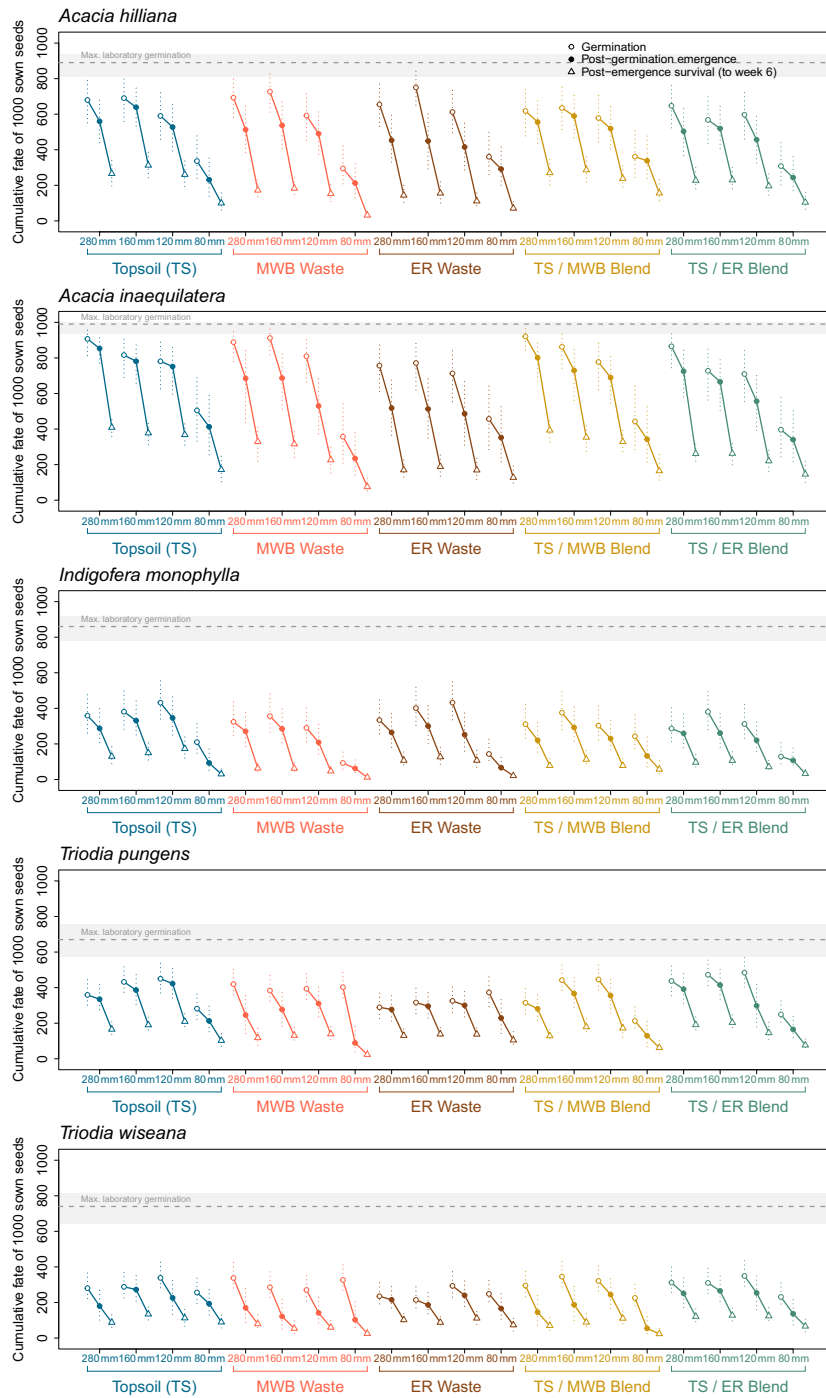 Acacia hilliana
Cumulative fate of 1000 sown seeds
0 200 400 600 800 1000
Max. laboratory germination
Germination
Post-germination emergence
Post-emergence survival (to week 6)
280 mm 160 mm 120 mm 80 mm 280 mm 160 mm 120 mm 80 mm 280 mm 160 mm 120 mm 80 mm 280 mm 160 mm 120 mm 80 mm 280 mm 160 mm 120 mm 80 mm
Topsoil (TS) MWB Waste ER Waste TS / MWB Blend TS / ER Blend
Acacia inaequilatera
Cumulative fate of 1000 sown seeds
0 200 400 600 800 1000
Max. laboratory germination
280 mm 160 mm 120 mm 80 mm 280 mm 160 mm 120 mm 80 mm 280 mm 160 mm 120 mm 80 mm 280 mm 160 mm 120 mm 80 mm 280 mm 160 mm 120 mm 80 mm
Topsoil (TS) MWB Waste ER Waste TS / MWB Blend TS / ER Blend
Indigofera monophylla
Cumulative fate of 1000 sown seeds
0 200 400 600 800 1000
Max. laboratory germination
280 mm 160 mm 120 mm 80 mm 280 mm 160 mm 120 mm 80 mm 280 mm 160 mm 120 mm 80 mm 280 mm 160 mm 120 mm 80 mm 280 mm 160 mm 120 mm 80 mm
Topsoil (TS) MWB Waste ER Waste TS / MWB Blend TS / ER Blend
Triodia pungens
Cumulative fate of 1000 sown seeds
0 200 400 600 800 1000
Max. laboratory germination
280 mm 160 mm 120 mm 80 mm 280 mm 160 mm 120 mm 80 mm 280 mm 160 mm 120 mm 80 mm 280 mm 160 mm 120 mm 80 mm 280 mm 160 mm 120 mm 80 mm
Topsoil (TS) MWB Waste ER Waste TS / MWB Blend TS / ER Blend
Triodia wiseana
Cumulative fate of 1000 sown seeds
0 200 400 600 800 1000
Max. laboratory germination
280 mm 160 mm 120 mm 80 mm 280 mm 160 mm 120 mm 80 mm 280 mm 160 mm 120 mm 80 mm 280 mm 160 mm 120 mm 80 mm 280 mm 160 mm 120 mm 80 mm
Topsoil (TS) MWB Waste ER Waste TS / MWB Blend TS / ER Blend